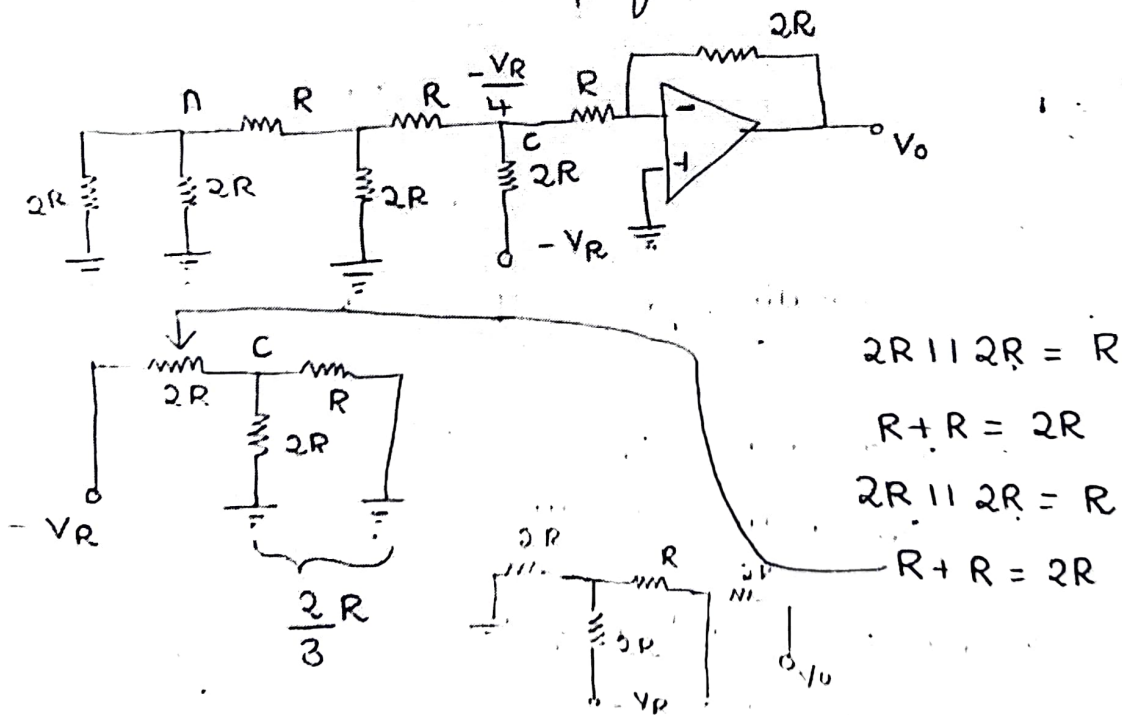 2R
n R R -VR/4 R
C
2R 2R 2R 2R
-
+
Vo
- VR
C
2R R
2R
- VR
2/3 R
2R || 2R = R
R + R = 2R
2R || 2R = R
R + R = 2R
R
- VR